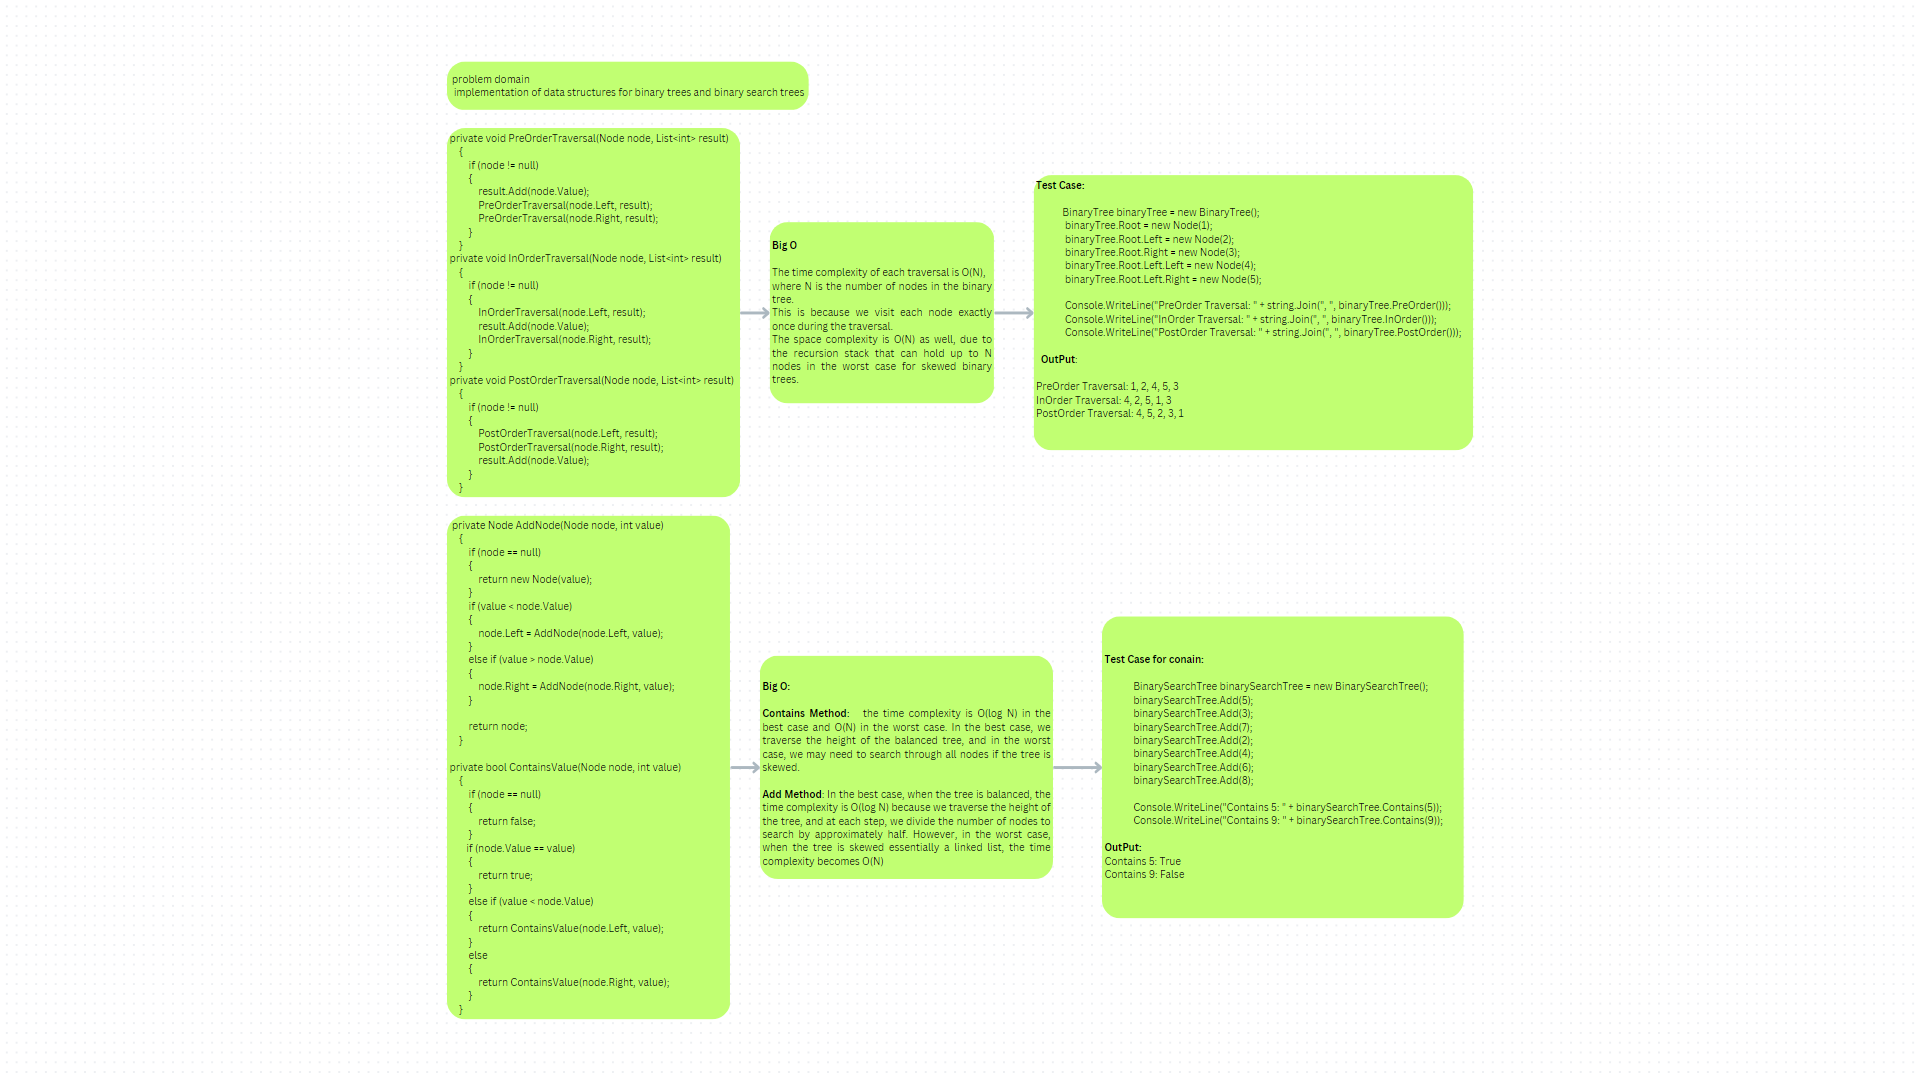 problem domain
implementation of data structures for binary trees and binary search trees
private void PreOrderTraversal(Node node, List<int> result)
{
if (node != null)
{
result.Add(node.Value);
PreOrderTraversal(node.Left, result);
PreOrderTraversal(node.Right, result);
}
}
private void InOrderTraversal(Node node, List<int> result)
{
if (node != null)
{
InOrderTraversal(node.Left, result);
result.Add(node.Value);
InOrderTraversal(node.Right, result);
}
}
private void PostOrderTraversal(Node node, List<int> result)
{
if (node != null)
{
PostOrderTraversal(node.Left, result);
PostOrderTraversal(node.Right, result);
result.Add(node.Value);
}
}
Big O
The time complexity of each traversal is O(N),
where N is the number of nodes in the binary
tree.
This is because we visit each node exactly
once during the traversal.
The space complexity is O(N) as well, due to
the recursion stack that can hold up to N
nodes in the worst case for skewed binary
trees.
Test Case:
BinaryTree binaryTree = new BinaryTree();
binaryTree.Root = new Node(1);
binaryTree.Root.Left = new Node(2);
binaryTree.Root.Right = new Node(3);
binaryTree.Root.Left.Left = new Node(4);
binaryTree.Root.Left.Right = new Node(5);
Console.WriteLine("PreOrder Traversal: " + string.Join(", ", binaryTree.PreOrder()));
Console.WriteLine("InOrder Traversal: " + string.Join(", ", binaryTree.InOrder()));
Console.WriteLine("PostOrder Traversal: " + string.Join(", ", binaryTree.PostOrder()));
OutPut:
PreOrder Traversal: 1, 2, 4, 5, 3
InOrder Traversal: 4, 2, 5, 1, 3
PostOrder Traversal: 4, 5, 2, 3, 1
private Node AddNode(Node node, int value)
{
if (node == null)
{
return new Node(value);
}
if (value < node.Value)
{
node.Left = AddNode(node.Left, value);
}
else if (value > node.Value)
{
node.Right = AddNode(node.Right, value);
}
return node;
}
private bool ContainsValue(Node node, int value)
{
if (node == null)
{
return false;
}
if (node.Value == value)
{
return true;
}
else if (value < node.Value)
{
return ContainsValue(node.Left, value);
}
else
{
return ContainsValue(node.Right, value);
}
}
Big O:
Contains Method: the time complexity is O(log N) in the
best case and O(N) in the worst case. In the best case, we
traverse the height of the balanced tree, and in the worst
case, we may need to search through all nodes if the tree is
skewed.
Add Method: In the best case, when the tree is balanced, the
time complexity is O(log N) because we traverse the height of
the tree, and at each step, we divide the number of nodes to
search by approximately half. However, in the worst case,
when the tree is skewed essentially a linked list, the time
complexity becomes O(N)
Test Case for conain:
BinarySearchTree binarySearchTree = new BinarySearchTree();
binarySearchTree.Add(5);
binarySearchTree.Add(3);
binarySearchTree.Add(7);
binarySearchTree.Add(2);
binarySearchTree.Add(4);
binarySearchTree.Add(6);
binarySearchTree.Add(8);
Console.WriteLine("Contains 5: " + binarySearchTree.Contains(5));
Console.WriteLine("Contains 9: " + binarySearchTree.Contains(9));
OutPut:
Contains 5: True
Contains 9: False